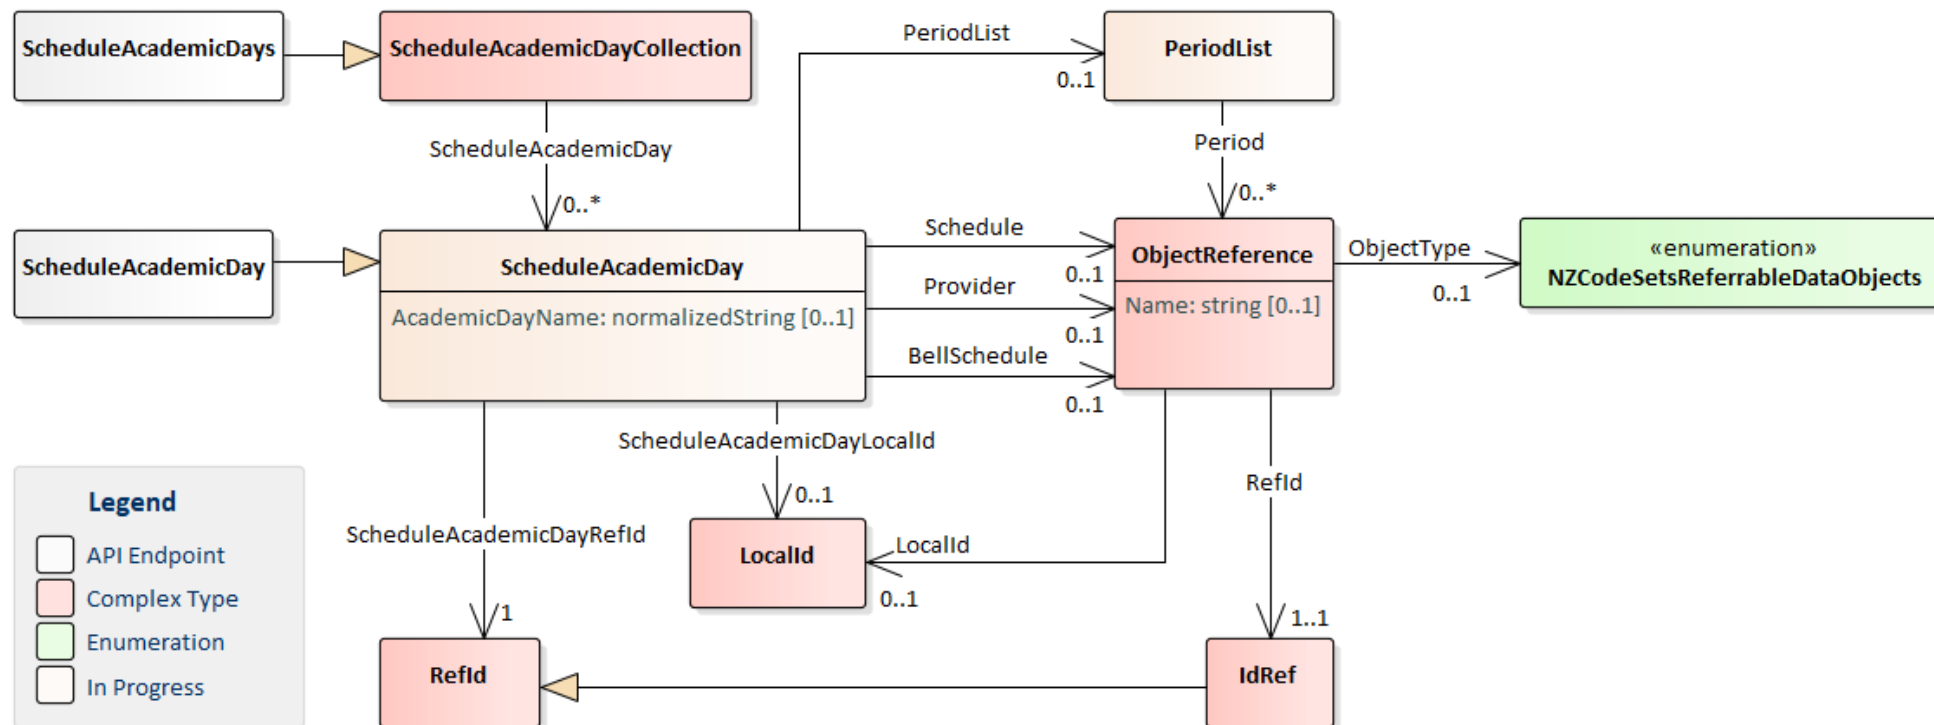 ScheduleAcademicDays
ScheduleAcademicDayCollection
PeriodList
0..1
PeriodList
ScheduleAcademicDay
0..*
Period
0..*
ScheduleAcademicDay
ScheduleAcademicDay
AcademicDayName: normalizedString [0..1]
Schedule
0..1
Provider
0..1
BellSchedule
0..1
ObjectReference
Name: string [0..1]
ObjectType
0..1
«enumeration»
NZCodeSetsReferrableDataObjects
ScheduleAcademicDayLocalId
0..1
ScheduleAcademicDayRefId
1
LocalId
LocalId
0..1
RefId
1..1
RefId
IdRef
Legend
API Endpoint
Complex Type
Enumeration
In Progress